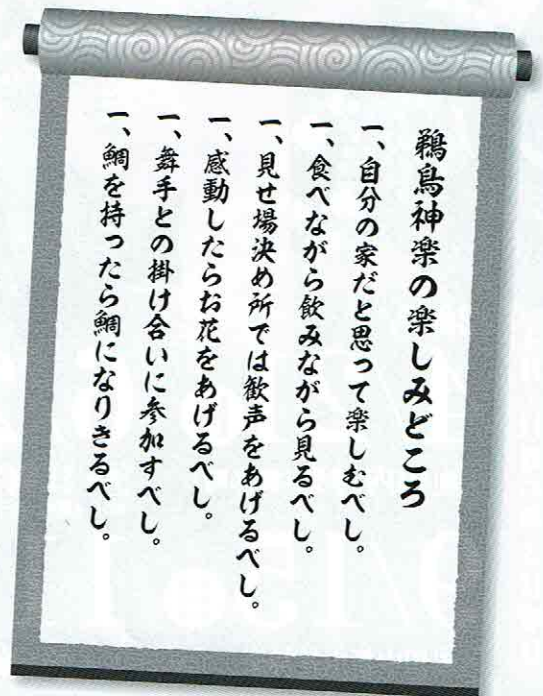 鵜鳥神楽の楽しみどころ
一、自分の家だと思って楽しむべし。
一、食べながら飲みながら見るべし。
一、見せ場決め所では歓声をあげるべし。
一、感動したらお花をあげるべし。
一、舞手との掛け合いに参加すべし。
一、鯛を持ったら鯛になりきるべし。